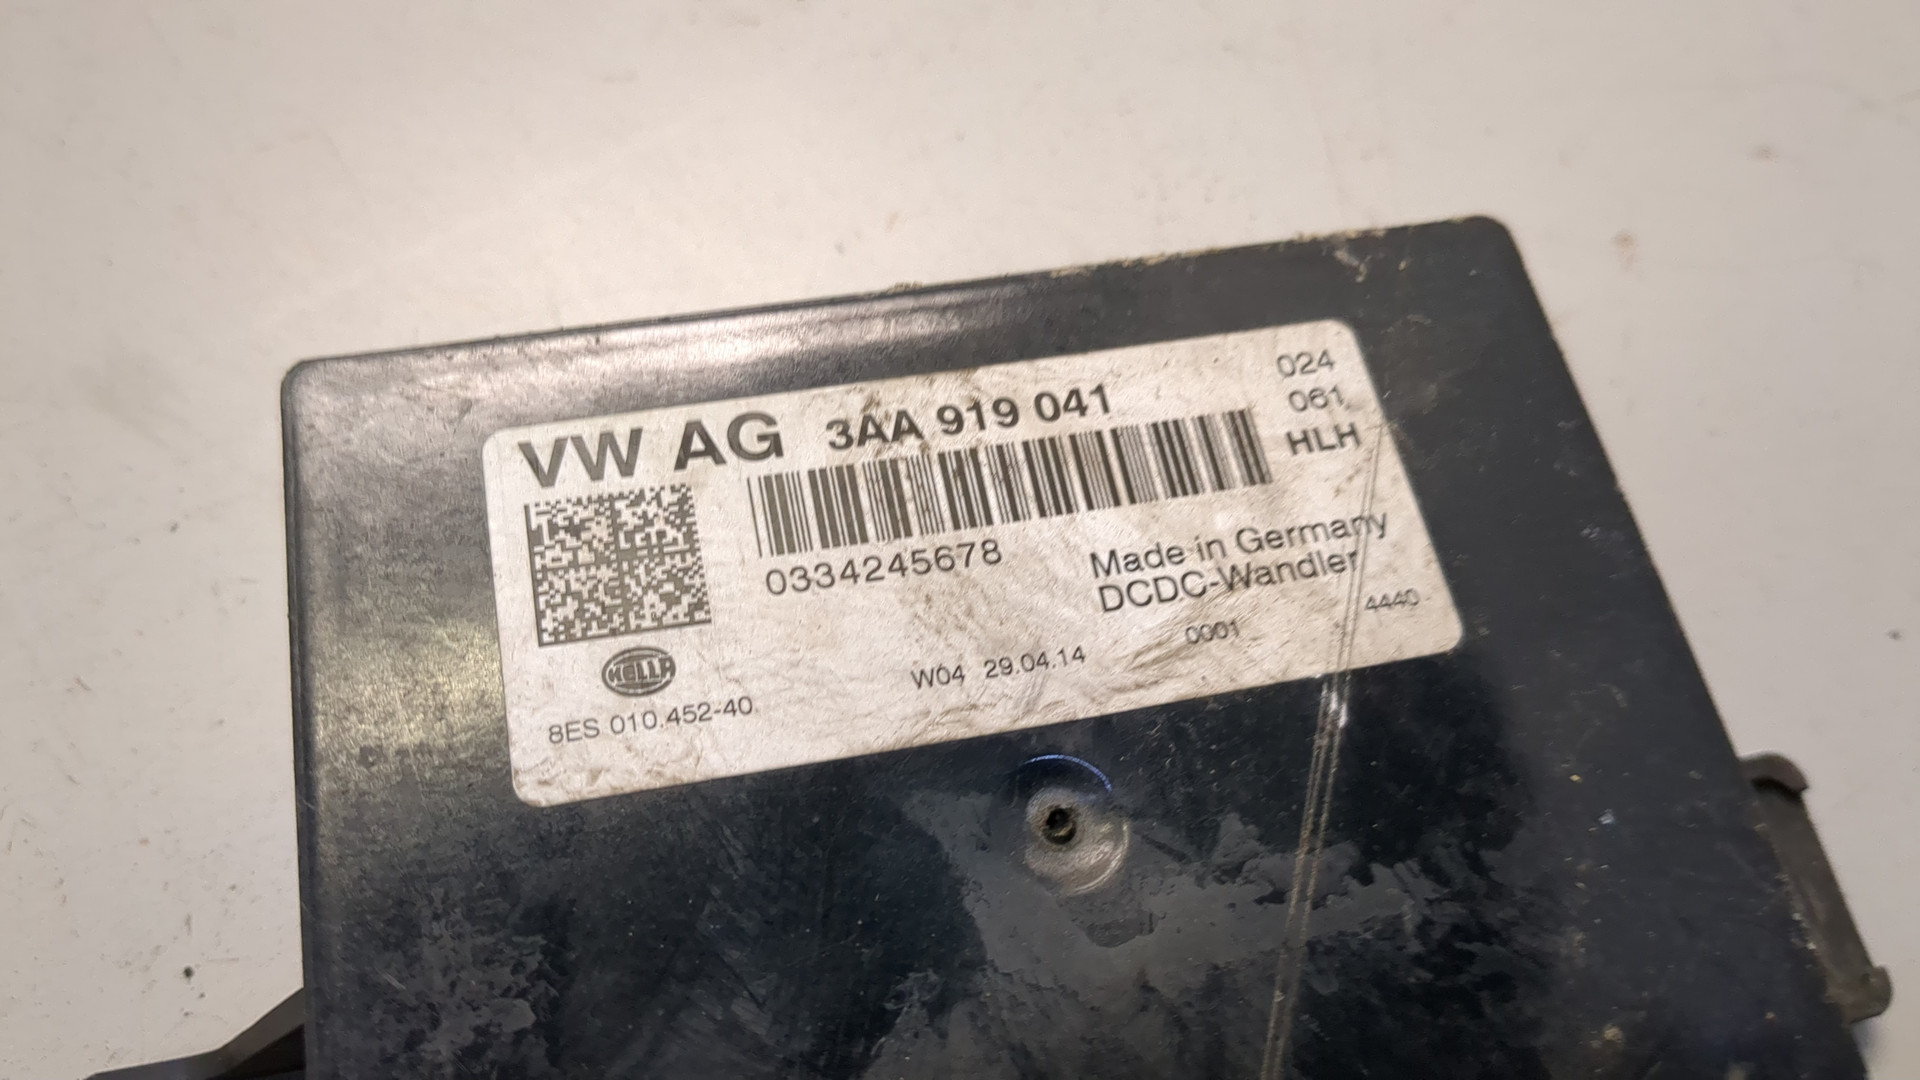 VW AG 3AA 919 041
024
061
HLH
0334245678
Made in Germany
DCDC-Wandler
4440
0001
W04 29.04.14
HELLA
8ES 010.452-40